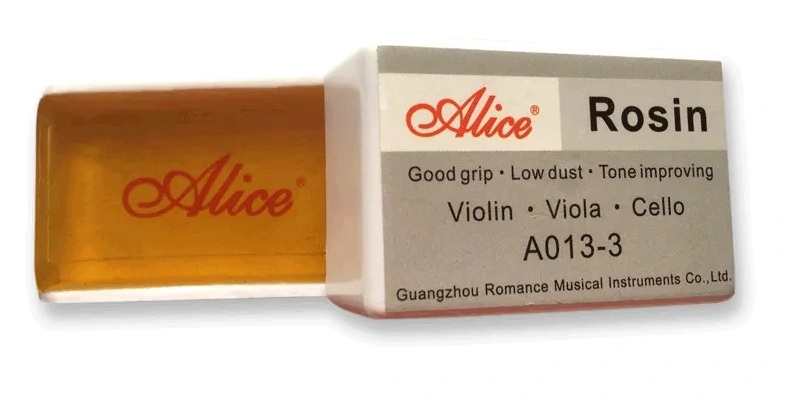 Alice®
Alice® Rosin
Good grip • Low dust • Tone improving
Violin • Viola • Cello
A013-3
Guangzhou Romance Musical Instruments Co.,Ltd.